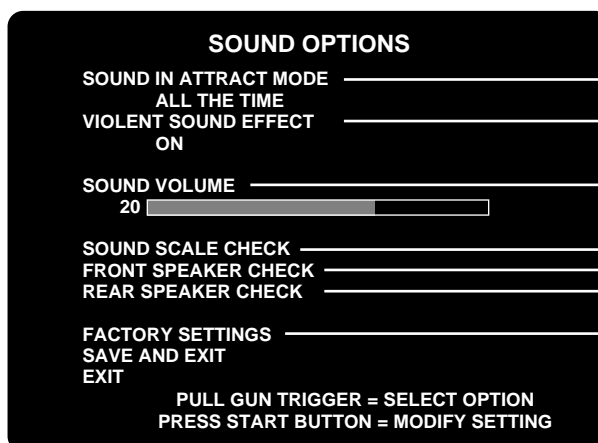 SOUND OPTIONS
SOUND IN ATTRACT MODE
ALL THE TIME
VIOLENT SOUND EFFECT
ON
SOUND VOLUME
20
SOUND SCALE CHECK
FRONT SPEAKER CHECK
REAR SPEAKER CHECK
FACTORY SETTINGS
SAVE AND EXIT
EXIT
PULL GUN TRIGGER = SELECT OPTION
PRESS START BUTTON = MODIFY SETTING